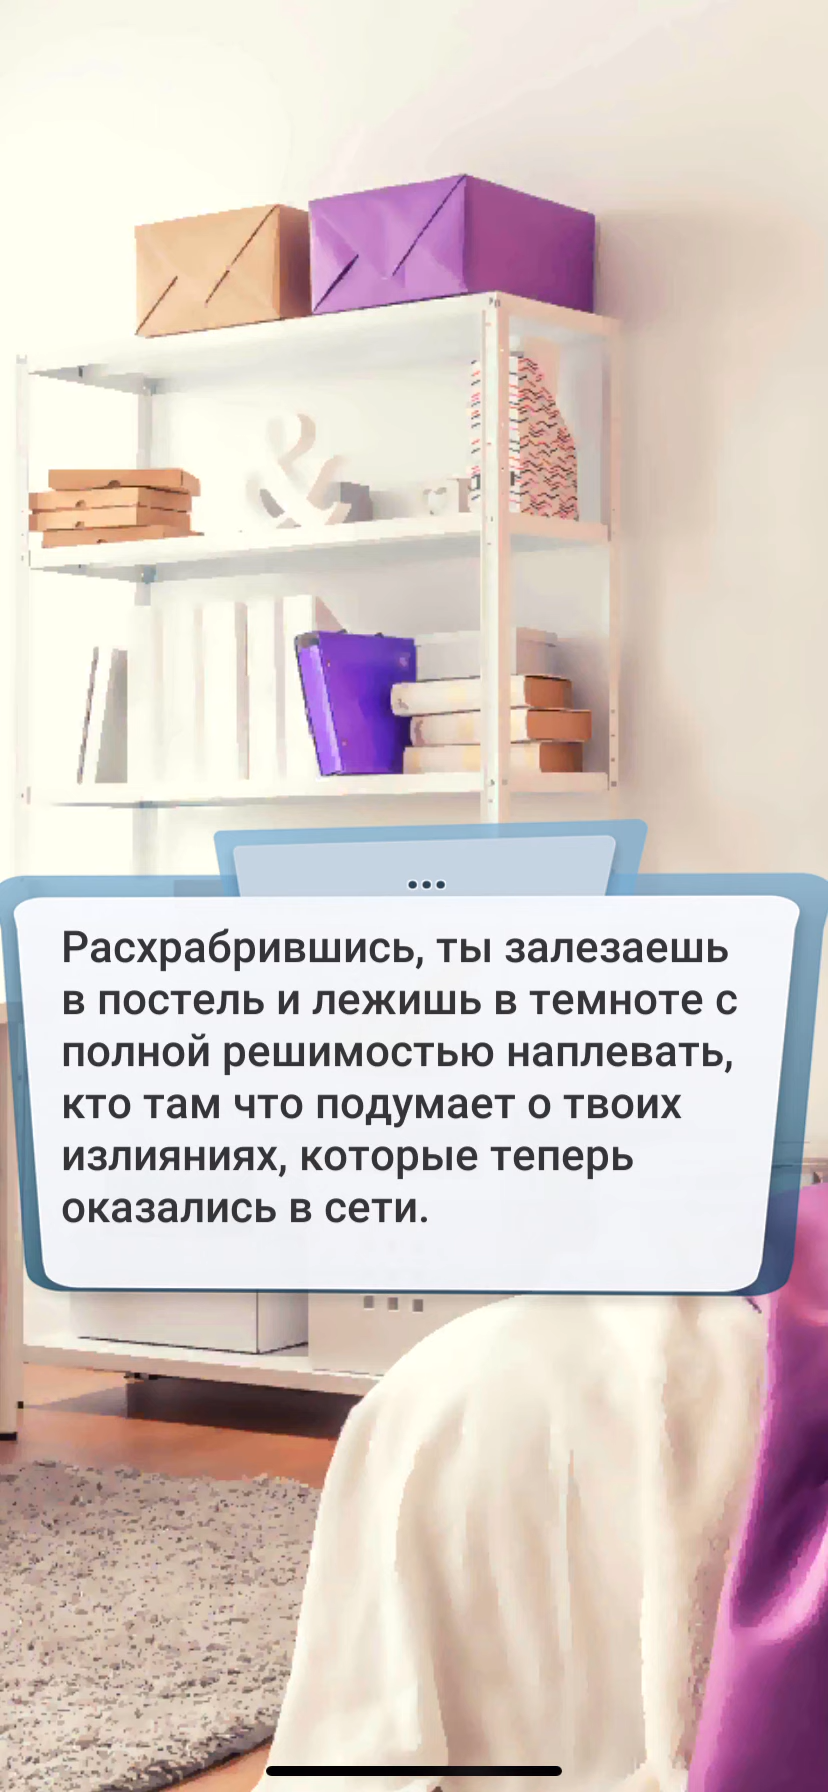 ...
Расхрабрившись, ты залезаешь
в постель и лежишь в темноте с
полной решимостью наплевать,
кто там что подумает о твоих
излияниях, которые теперь
оказались в сети.
&